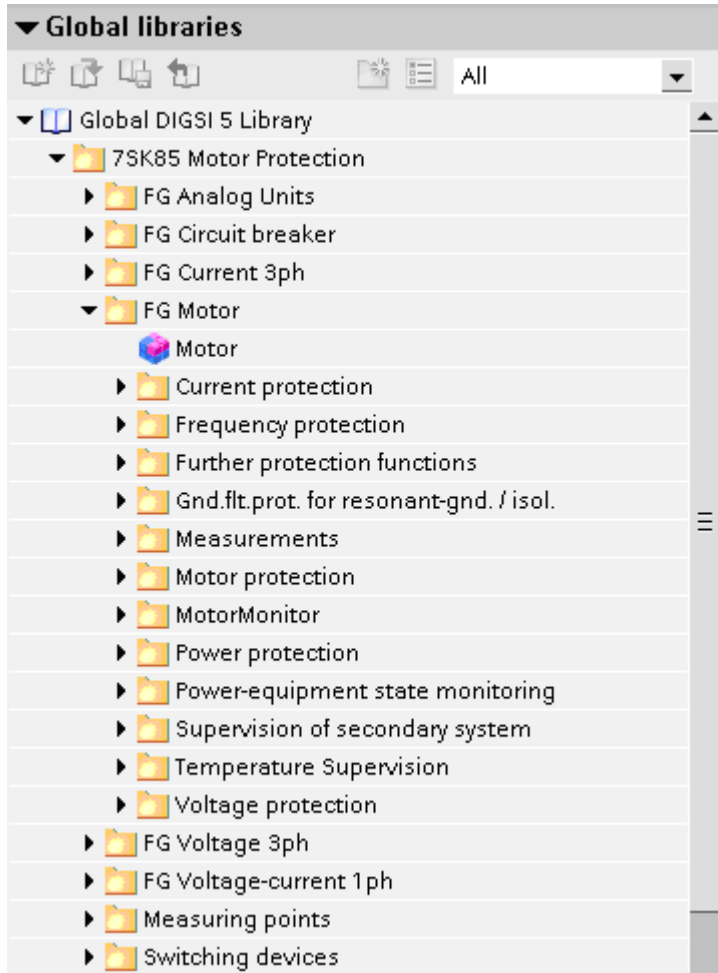 Global libraries
All
Global DIGSI 5 Library
7SK85 Motor Protection
FG Analog Units
FG Circuit breaker
FG Current 3ph
FG Motor
Motor
Current protection
Frequency protection
Further protection functions
Gnd.flt.prot. for resonant-gnd. / isol.
Measurements
Motor protection
MotorMonitor
Power protection
Power-equipment state monitoring
Supervision of secondary system
Temperature Supervision
Voltage protection
FG Voltage 3ph
FG Voltage-current 1ph
Measuring points
Switching devices